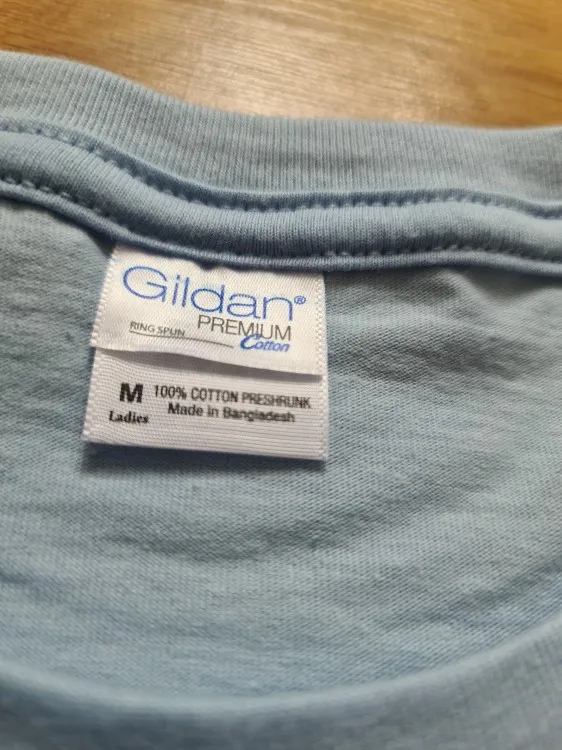 Gildan®
RING SPUN PREMIUM
Cotton
M 100% COTTON PRESHRUNK
Ladies Made in Bangladesh